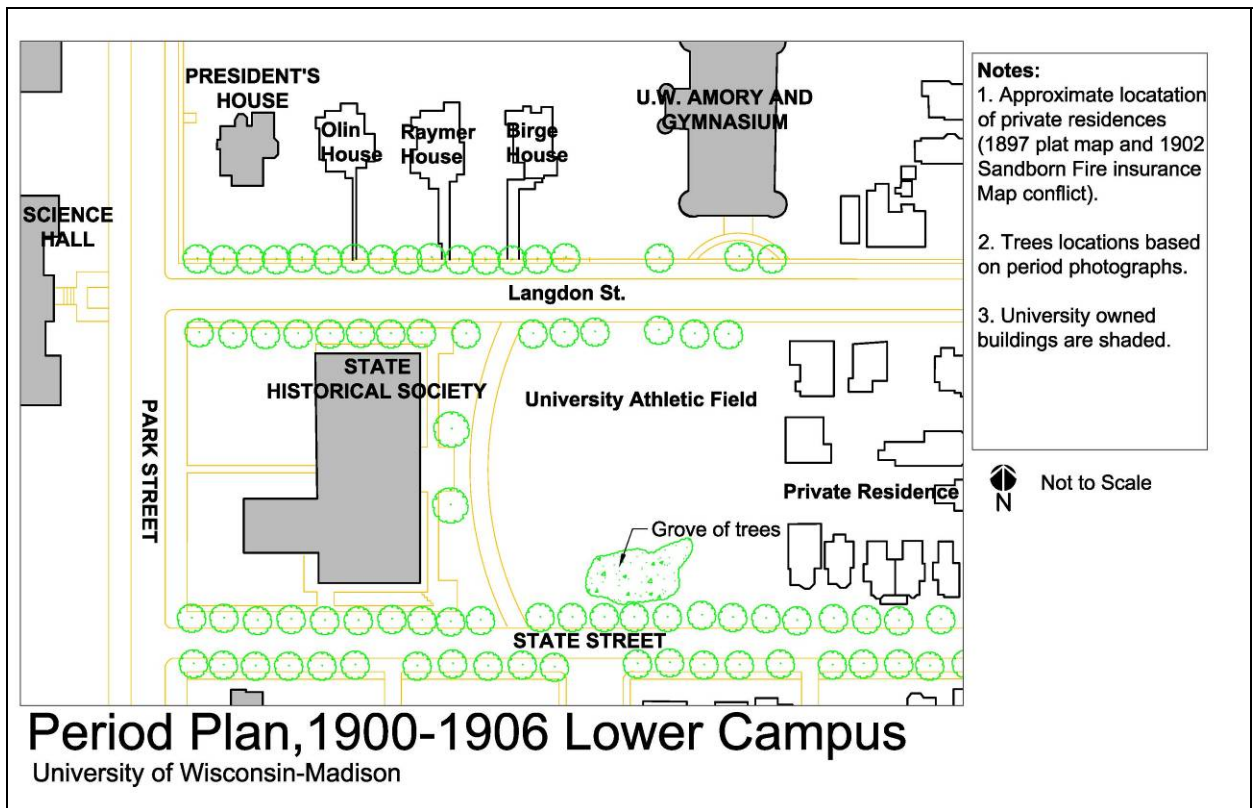 PRESIDENT'S
HOUSE
Olin
House
Raymer
House
Birge
House
U.W. AMORY AND
GYMNASIUM
SCIENCE
HALL
Langdon St.
STATE
HISTORICAL SOCIETY
University Athletic Field
PARK STREET
Private Residence
Grove of trees
STATE STREET
Notes:
1. Approximate locatation
of private residences
(1897 plat map and 1902
Sandborn Fire insurance
Map conflict).
2. Trees locations based
on period photographs.
3. University owned
buildings are shaded.
N
Not to Scale
Period Plan,1900-1906 Lower Campus
University of Wisconsin-Madison